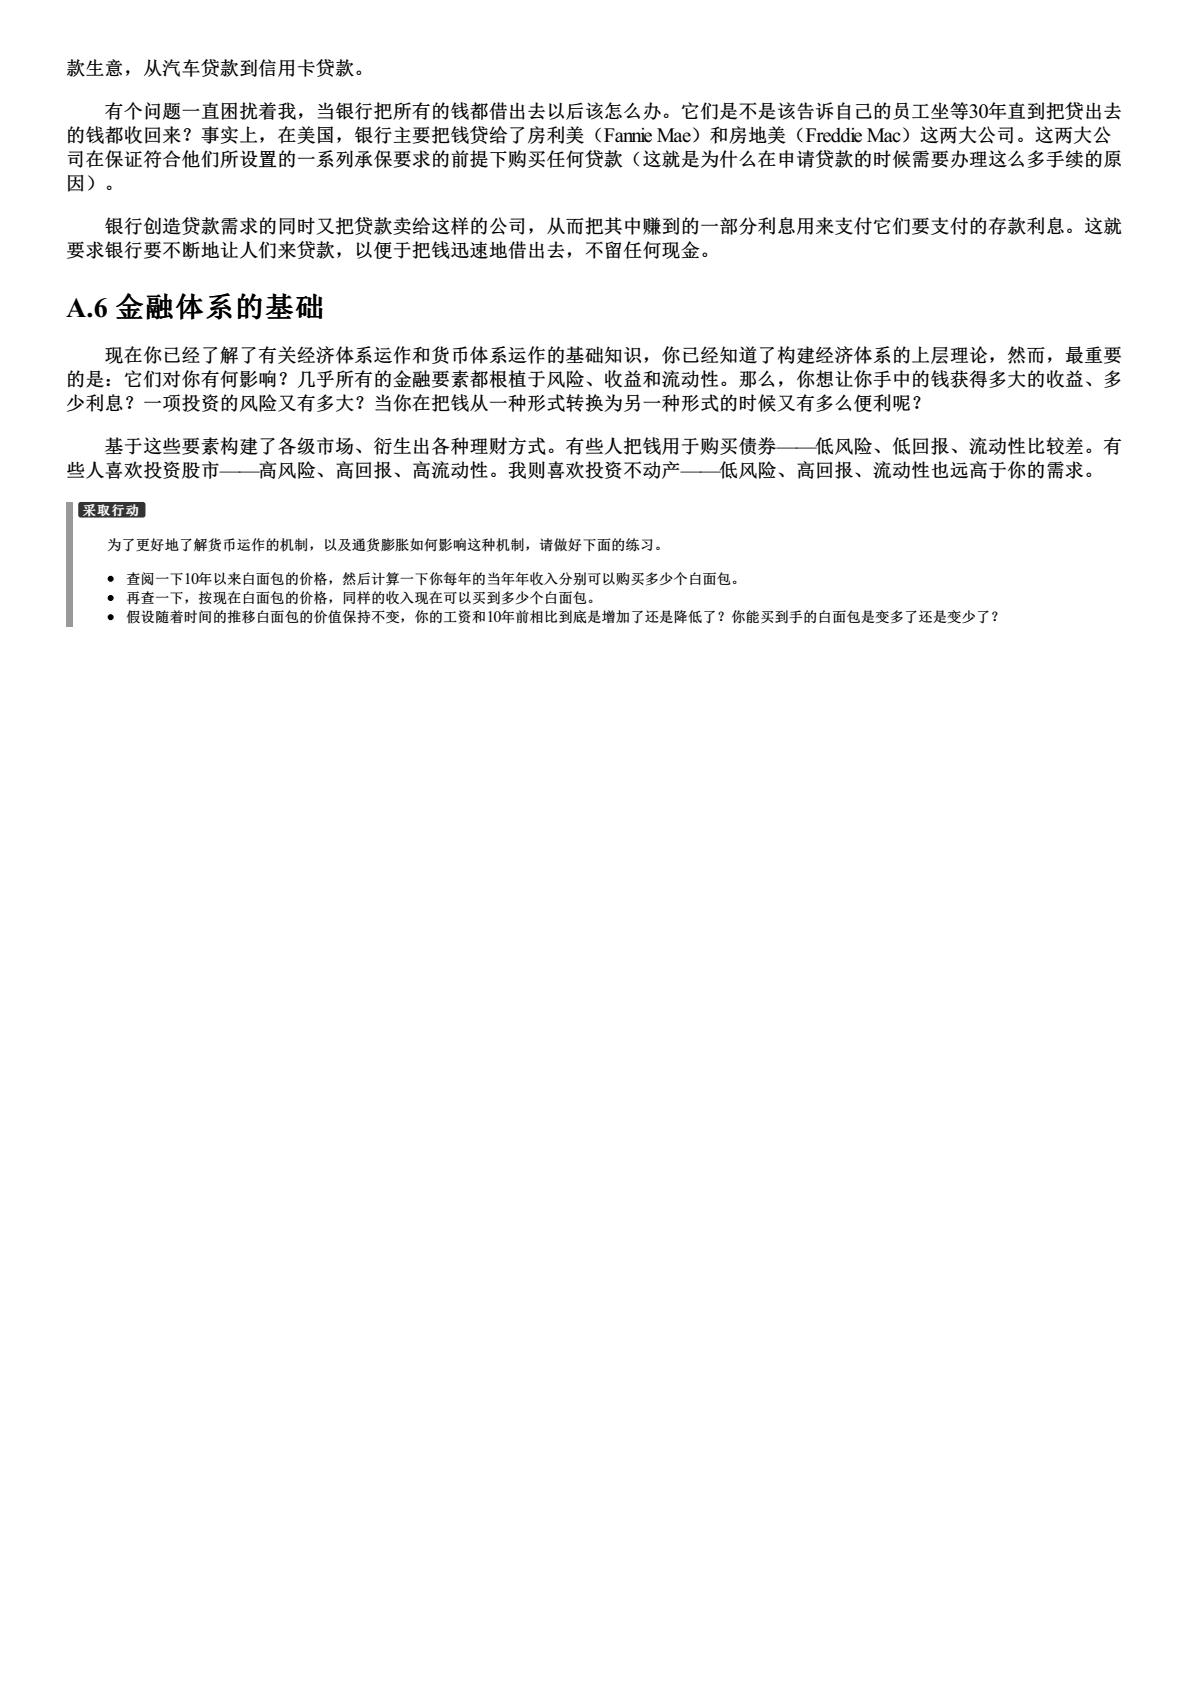 款生意，从汽车贷款到信用卡贷款。
有个问题一直困扰着我，当银行把所有的钱都借出去以后该怎么办。它们是不是该告诉自己的员工坐等30年直到把贷出去
的钱都收回来？事实上，在美国，银行主要把钱贷给了房利美（Fannie Mae）和房地美（Freddie Mac）这两大公司。这两大公
司在保证符合他们所设置的一系列承保要求的前提下购买任何贷款（这就是为什么在申请贷款的时候需要办理这么多手续的原
因）。
银行创造贷款需求的同时又把贷款卖给这样的公司，从而把其中赚到的一部分利息用来支付它们要支付的存款利息。这就
要求银行要不断地让人们来贷款，以便于把钱迅速地借出去，不留任何现金。
A.6 金融体系的基础
现在你已经了解了有关经济体系运作和货币体系运作的基础知识，你已经知道了构建经济体系的上层理论，然而，最重要
的是：它们对你有何影响？几乎所有的金融要素都根植于风险、收益和流动性。那么，你想让你手中的钱获得多大的收益、多
少利息？一项投资的风险又有多大？当你在把钱从一种形式转换为另一种形式的时候又有多么便利呢？
基于这些要素构建了各级市场、衍生出各种理财方式。有些人把钱用于购买债券——低风险、低回报、流动性比较差。有
些人喜欢投资股市——高风险、高回报、高流动性。我则喜欢投资不动产——低风险、高回报、流动性也远高于你的需求。
采取行动
为了更好地了解货币运作的机制，以及通货膨胀如何影响这种机制，请做好下面的练习。
● 查阅一下10年以来白面包的价格，然后计算一下你每年的当年年收入分别可以购买多少个白面包。
● 再查一下，按现在白面包的价格，同样的收入现在可以买到多少个白面包。
● 假设随着时间的推移白面包的价值保持不变，你的工资和10年前相比到底是增加了还是降低了？你能买到手的白面包是变多了还是变少了？